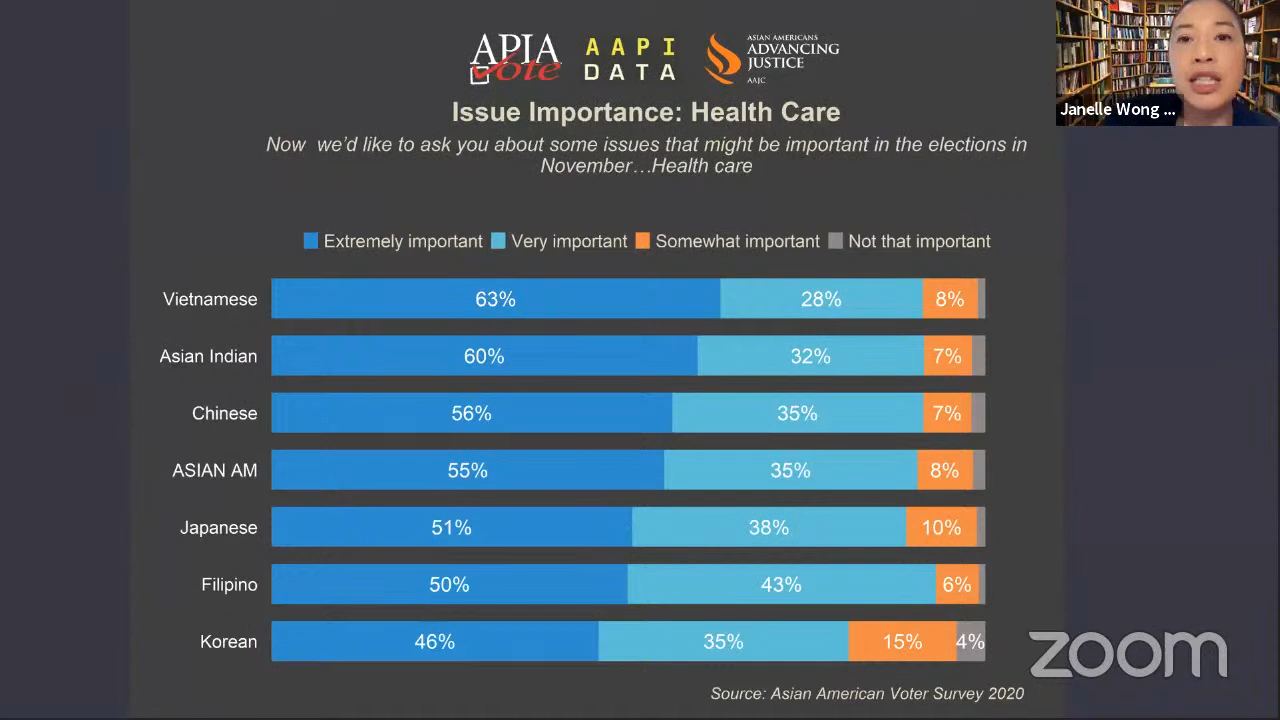 APIA
Vote
AAPI
DATA
ASIAN AMERICANS
ADVANCING
JUSTICE
AAJC
Janelle Wong ...
Issue Importance: Health Care
Now we'd like to ask you about some issues that might be important in the elections in
November…Health care
Extremely important Very important Somewhat important Not that important
Vietnamese 63% 28% 8%
Asian Indian 60% 32% 7%
Chinese 56% 35% 7%
ASIAN AM 55% 35% 8%
Japanese 51% 38% 10%
Filipino 50% 43% 6%
Korean 46% 35% 15% 4%
zoom
Source: Asian American Voter Survey 2020